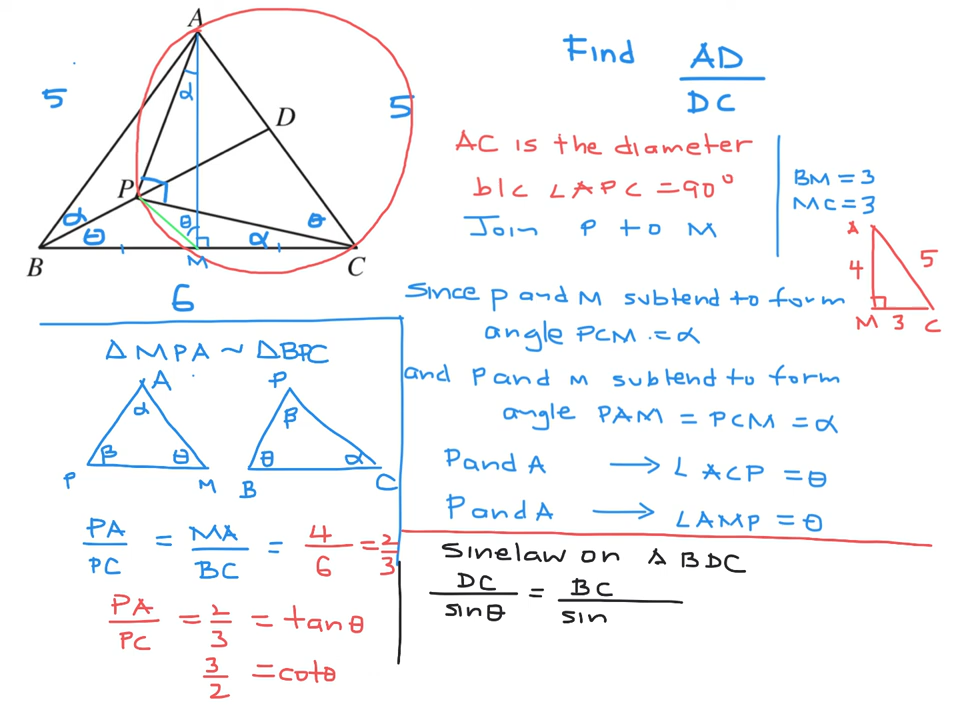 A
5
α
5
D
P
α
θ
θ
α
θ
B
M
C
6
Find AD
DC
AC is the diameter
b/c ∠APC = 90°
Join P to M
BM = 3
MC = 3
A
4
5
M 3 C
Since P and M subtend to form
angle PCM = α
and P and M subtend to form
angle PAM = PCM = α
P and A → ∠ACP = θ
P and A → ∠AMP = θ
Δ MPA ~ ΔBPC
A
α
β
θ
P
M
P
β
θ
α
B
C
PA/PC = MA/BC = 4/6 = 2/3
PA/PC = 2/3 = tanθ
3/2 = cotθ
Sinelaw on Δ BDC
DC/sinθ = BC/sin